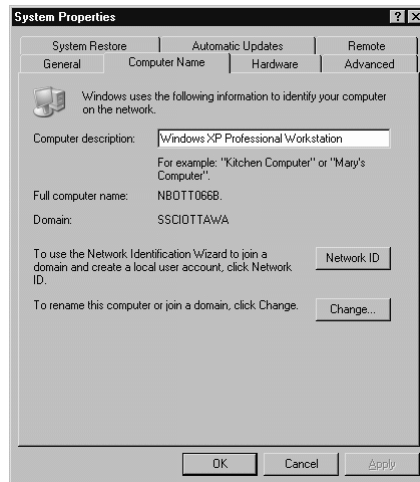 System Properties
System Restore Automatic Updates Remote
General Computer Name Hardware Advanced
Windows uses the following information to identify your computer
on the network.
Computer description: Windows XP Professional Workstation
For example: "Kitchen Computer" or "Mary's
Computer".
Full computer name: NBOTT066B.
Domain: SSCIOTTAWA
To use the Network Identification Wizard to join a
domain and create a local user account, click Network
ID.
Network ID
To rename this computer or join a domain, click Change.
Change...
OK Cancel Apply